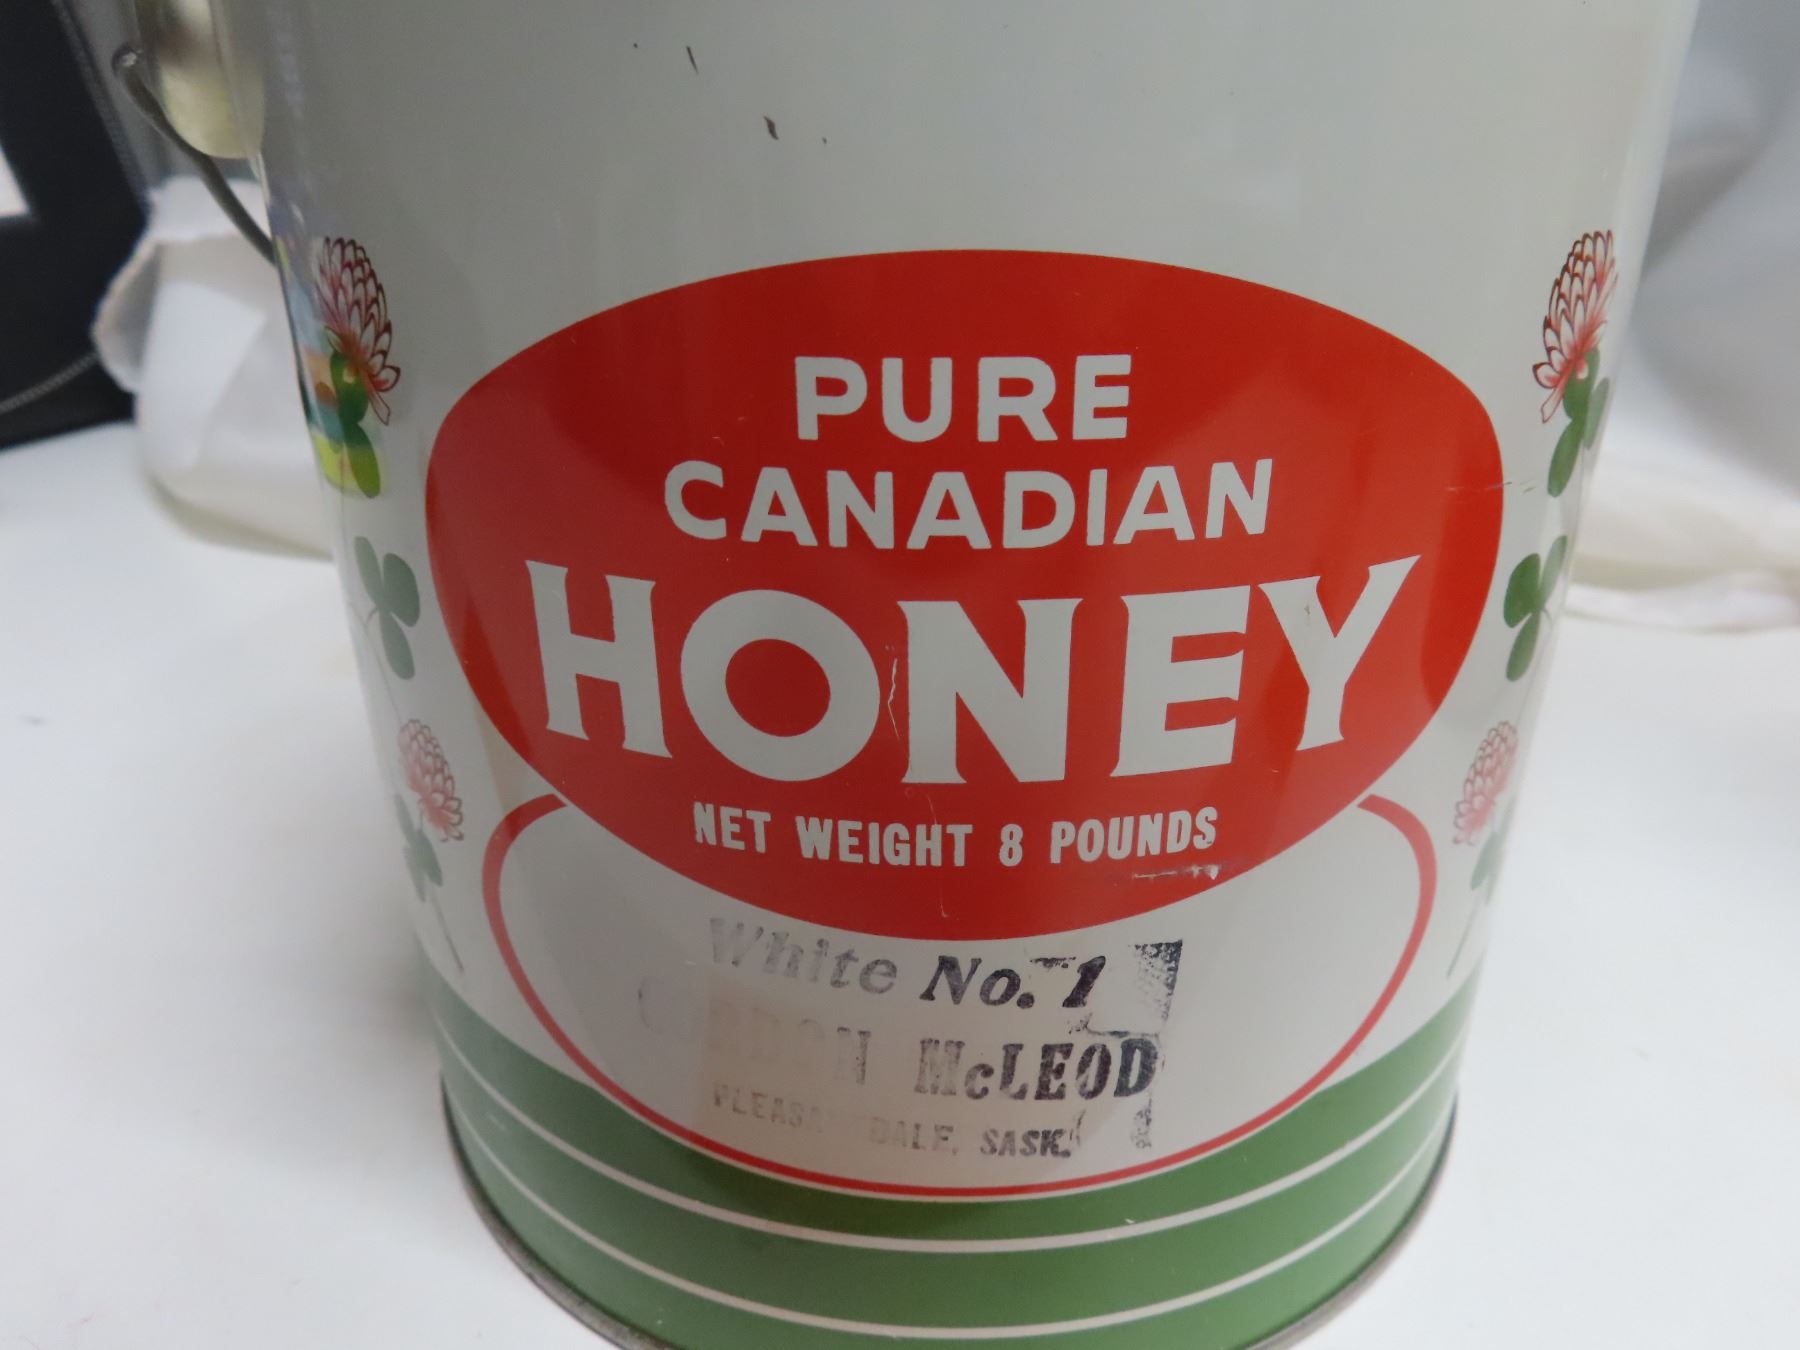 PURE
CANADIAN
HONEY
NET WEIGHT 8 POUNDS
White No. 1
McLEOD
SASK.